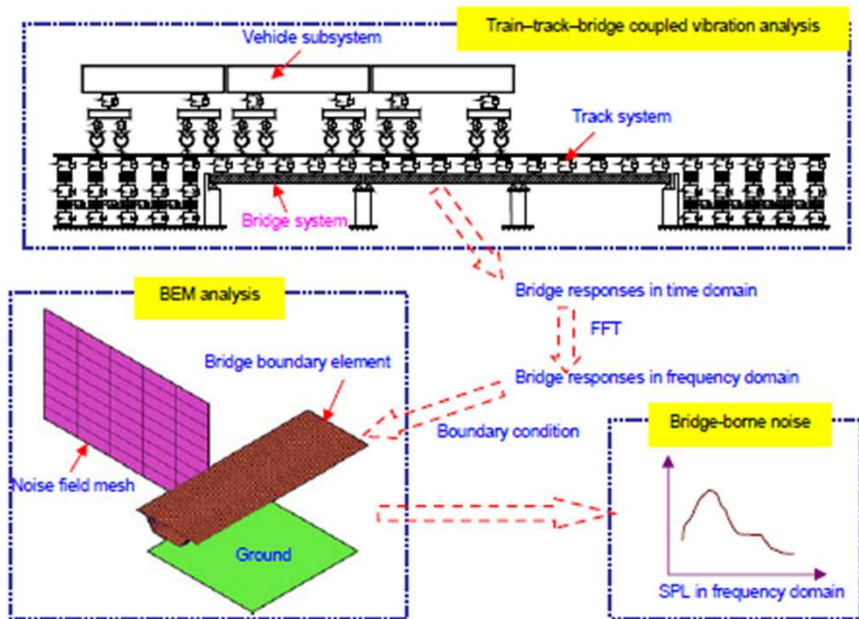 Train–track–bridge coupled vibration analysis
Vehicle subsystem
Track system
Bridge system
Bridge responses in time domain
FFT
Bridge responses in frequency domain
Boundary condition
BEM analysis
Bridge boundary element
Noise field mesh
Ground
Bridge-borne noise
SPL in frequency domain